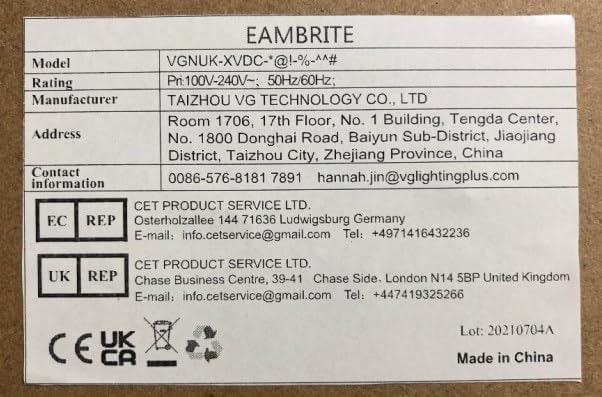 EAMBRITE
Model VGNUK-XVDC-*@!-%-^^#
Rating Pri:100V-240V~; 50Hz/60Hz;
Manufacturer TAIZHOU VG TECHNOLOGY CO., LTD
Address Room 1706, 17th Floor, No. 1 Building, Tengda Center,
No. 1800 Donghai Road, Baiyun Sub-District, Jiaojiang
District, Taizhou City, Zhejiang Province, China
Contact information 0086-576-8181 7891 hannah.jin@vglightingplus.com
EC REP CET PRODUCT SERVICE LTD.
Osterholzallee 144 71636 Ludwigsburg Germany
E-mail: info.cetservice@gmail.com Tel: +4971416432236
UK REP CET PRODUCT SERVICE LTD.
Chase Business Centre, 39-41 Chase Side, London N14 5BP United Kingdom
E-mail: info.cetservice@gmail.com Tel: +447419325266
CE UK CA
Lot: 20210704A
Made in China